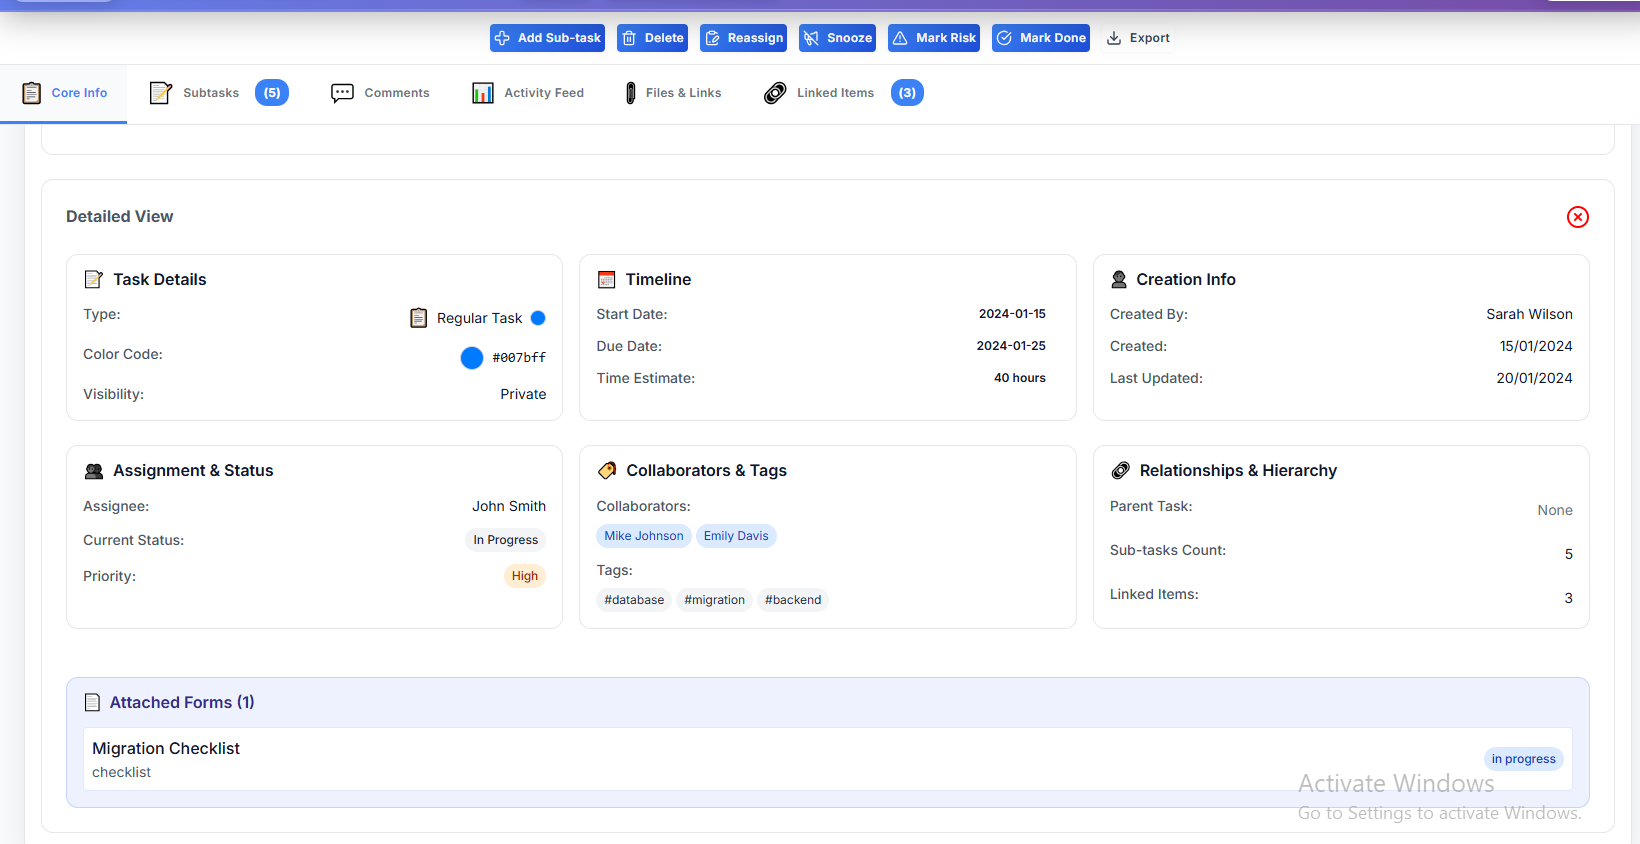 Add Sub-task Delete Reassign Snooze Mark Risk Mark Done Export
Core Info Subtasks (5) Comments Activity Feed Files & Links Linked Items (3)
Detailed View
Task Details
Type: Regular Task
Color Code: #007bff
Visibility: Private
Timeline
Start Date: 2024-01-15
Due Date: 2024-01-25
Time Estimate: 40 hours
Creation Info
Created By: Sarah Wilson
Created: 15/01/2024
Last Updated: 20/01/2024
Assignment & Status
Assignee: John Smith
Current Status: In Progress
Priority: High
Collaborators & Tags
Collaborators:
Mike Johnson Emily Davis
Tags:
#database #migration #backend
Relationships & Hierarchy
Parent Task: None
Sub-tasks Count: 5
Linked Items: 3
Attached Forms (1)
Migration Checklist
checklist
in progress
Activate Windows
Go to Settings to activate Windows.